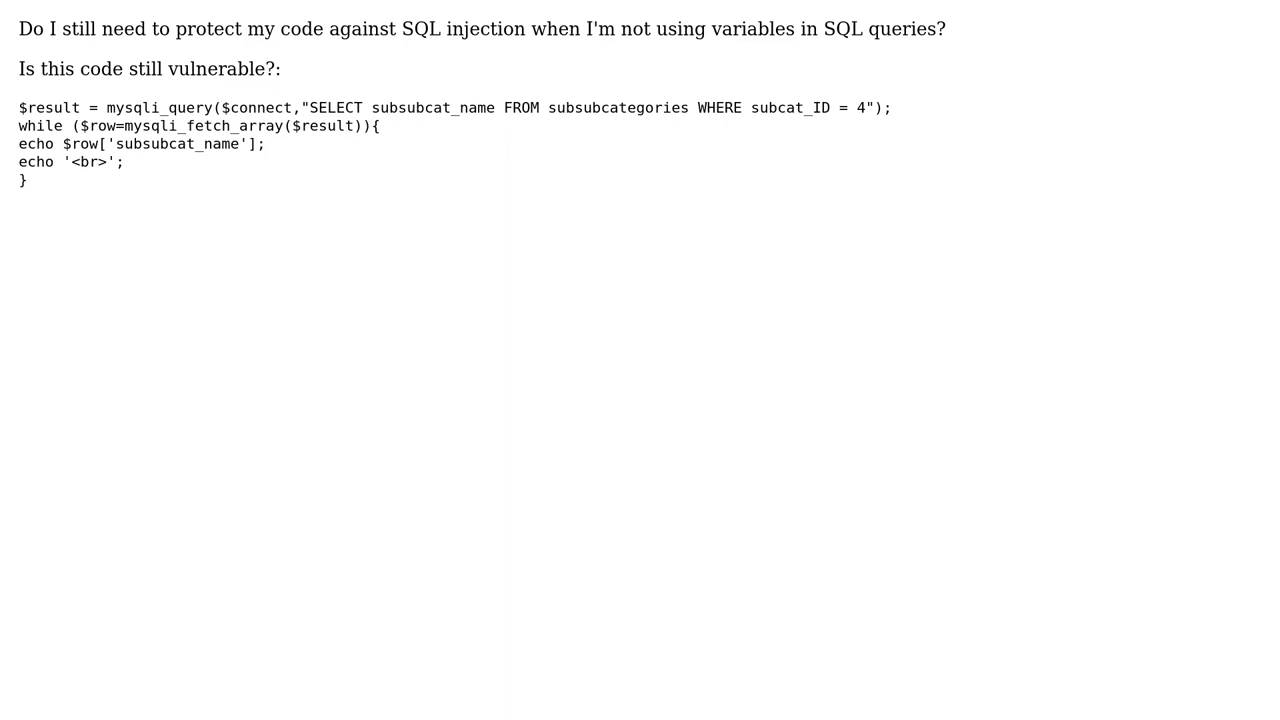 Do I still need to protect my code against SQL injection when I'm not using variables in SQL queries?
Is this code still vulnerable?:
$result = mysqli_query($connect,"SELECT subsubcat_name FROM subsubcategories WHERE subcat_ID = 4");
while ($row=mysqli_fetch_array($result)){
echo $row['subsubcat_name'];
echo '<br>';
}